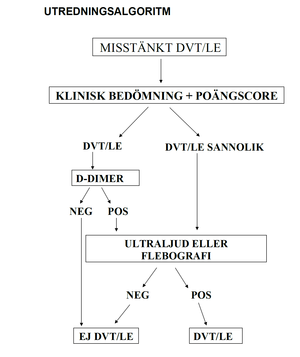 UTREDNINGSALGORITM
MISSTÄNKT DVT/LE
KLINISK BEDÖMNING + POÄNGSCORE
DVT/LE DVT/LE SANNOLIK
D-DIMER
NEG POS
ULTRALJUD ELLER
FLEBOGRAFI
NEG POS
EJ DVT/LE DVT/LE